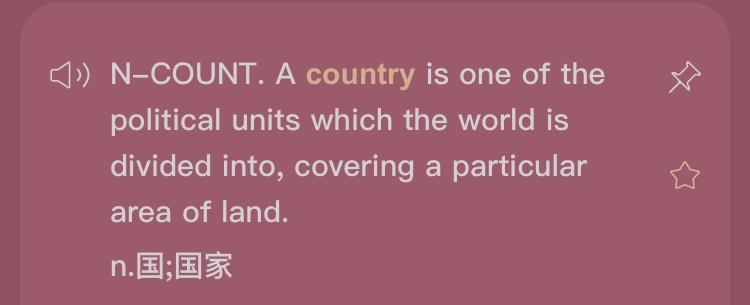 N–COUNT. A country is one of the
political units which the world is
divided into, covering a particular
area of land.
n.国;国家